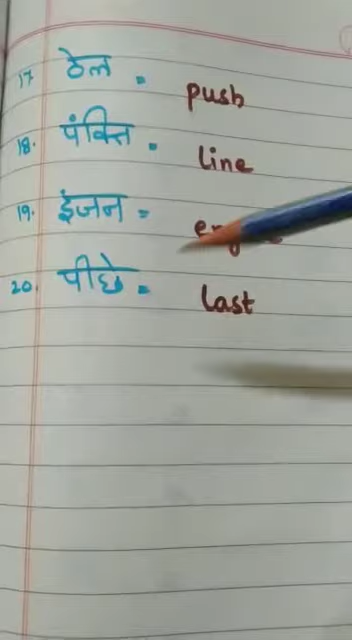 17 ठेल = push
18. पंक्ति = line
19. इंजन =
20. पीछे = last